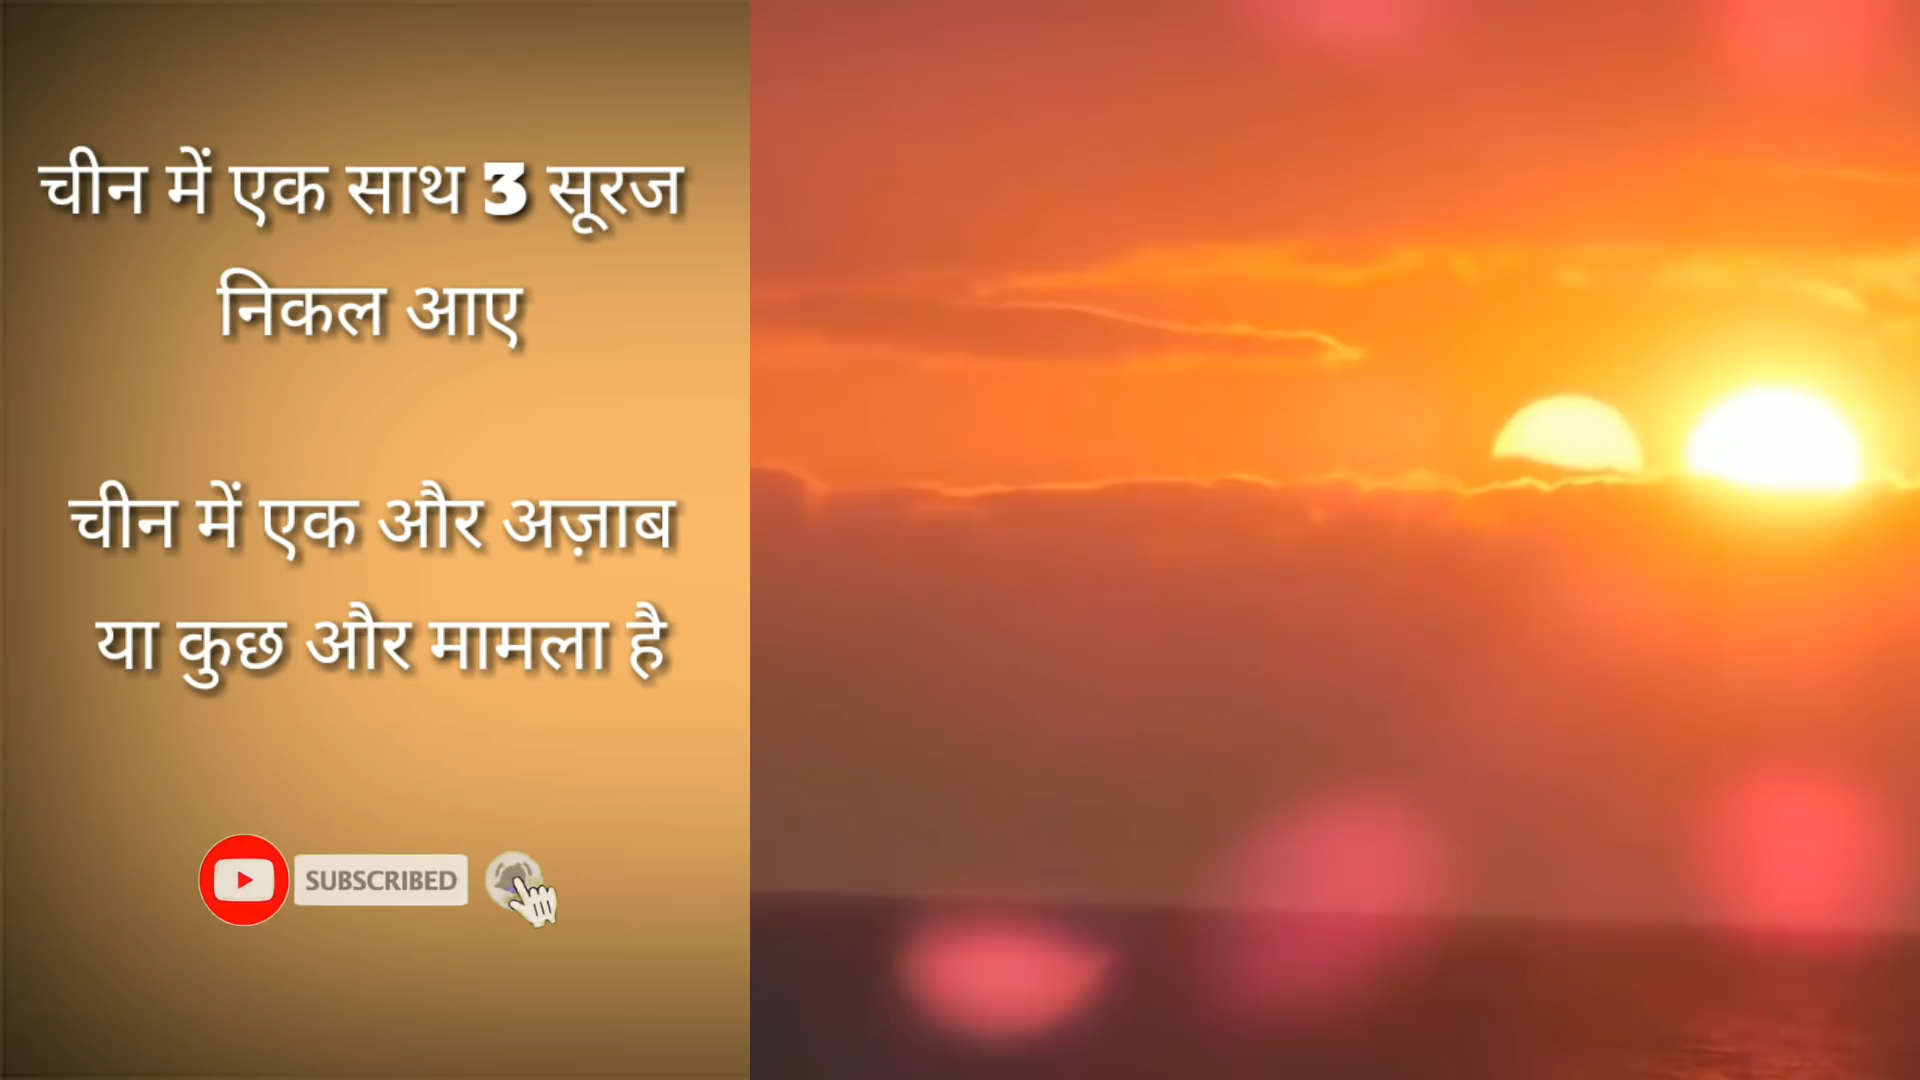 चीन में एक साथ 3 सूरज
निकल आए
चीन में एक और अज़ाब
या कुछ और मामला है
SUBSCRIBED